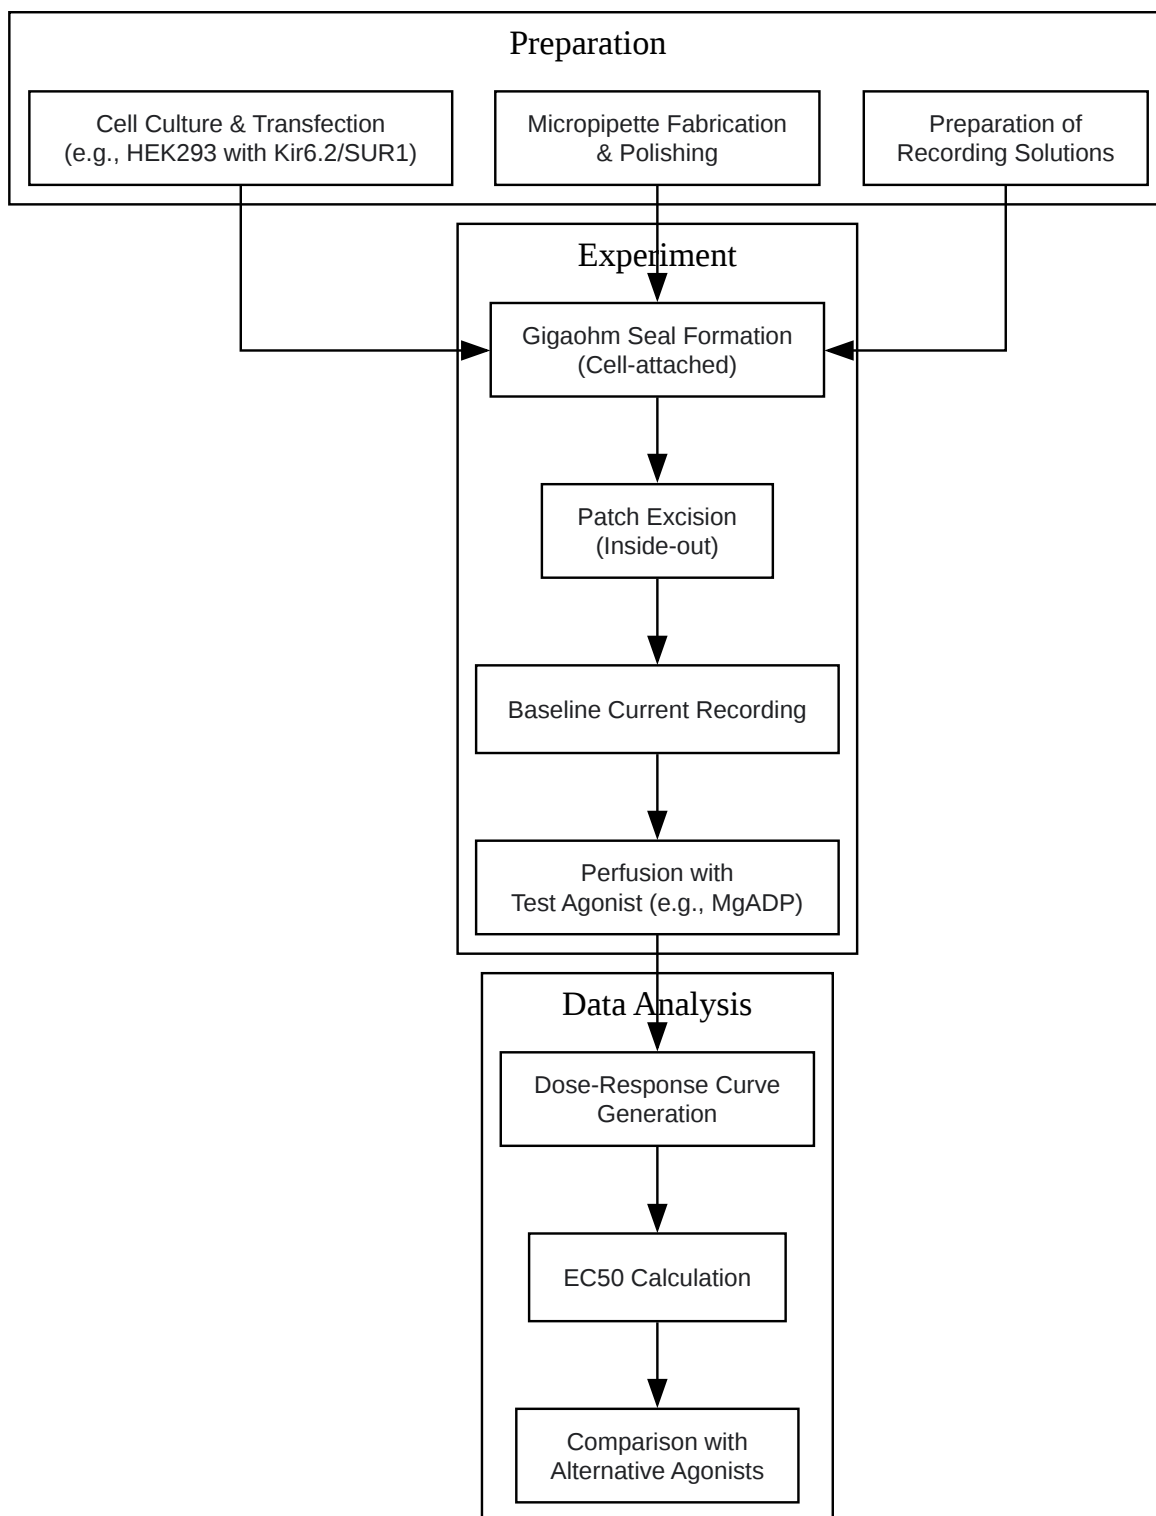 Preparation
Cell Culture & Transfection
(e.g., HEK293 with Kir6.2/SUR1)
Micropipette Fabrication
& Polishing
Preparation of
Recording Solutions
Experiment
Gigaohm Seal Formation
(Cell-attached)
Patch Excision
(Inside-out)
Baseline Current Recording
Perfusion with
Test Agonist (e.g., MgADP)
Data Analysis
Dose-Response Curve
Generation
EC50 Calculation
Comparison with
Alternative Agonists